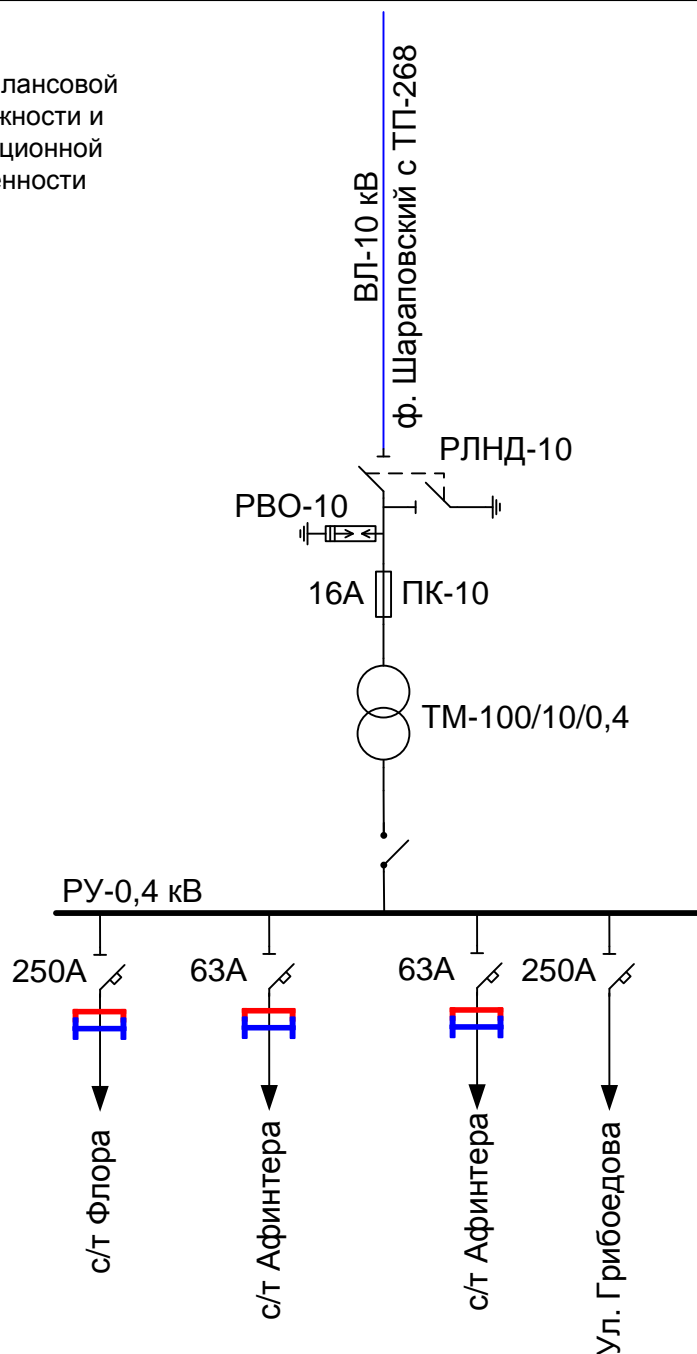 лансовой
жности и
ционной
енности
ВЛ-10 кВ
ф. Шараповский с ТП-268
РЛНД-10
РВО-10
16А
ПК-10
ТМ-100/10/0,4
РУ-0,4 кВ
250А
63А
63А
250А
с/т Флора
с/т Афинтера
с/т Афинтера
Ул. Грибоедова